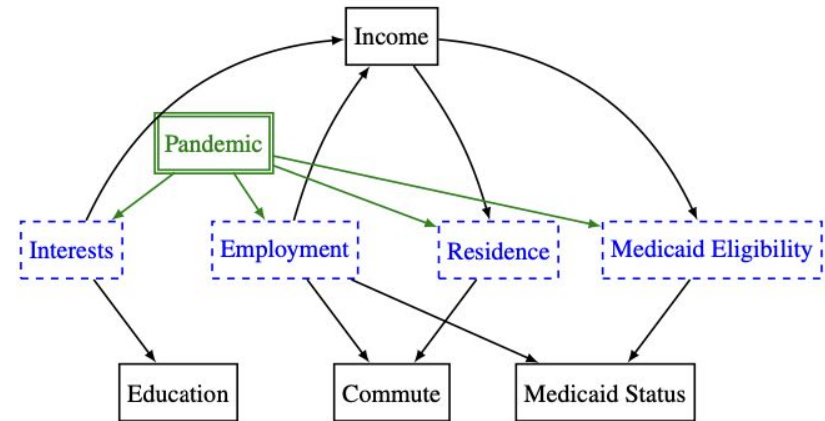 Income
Pandemic
Interests
Employment
Residence
Medicaid Eligibility
Education
Commute
Medicaid Status